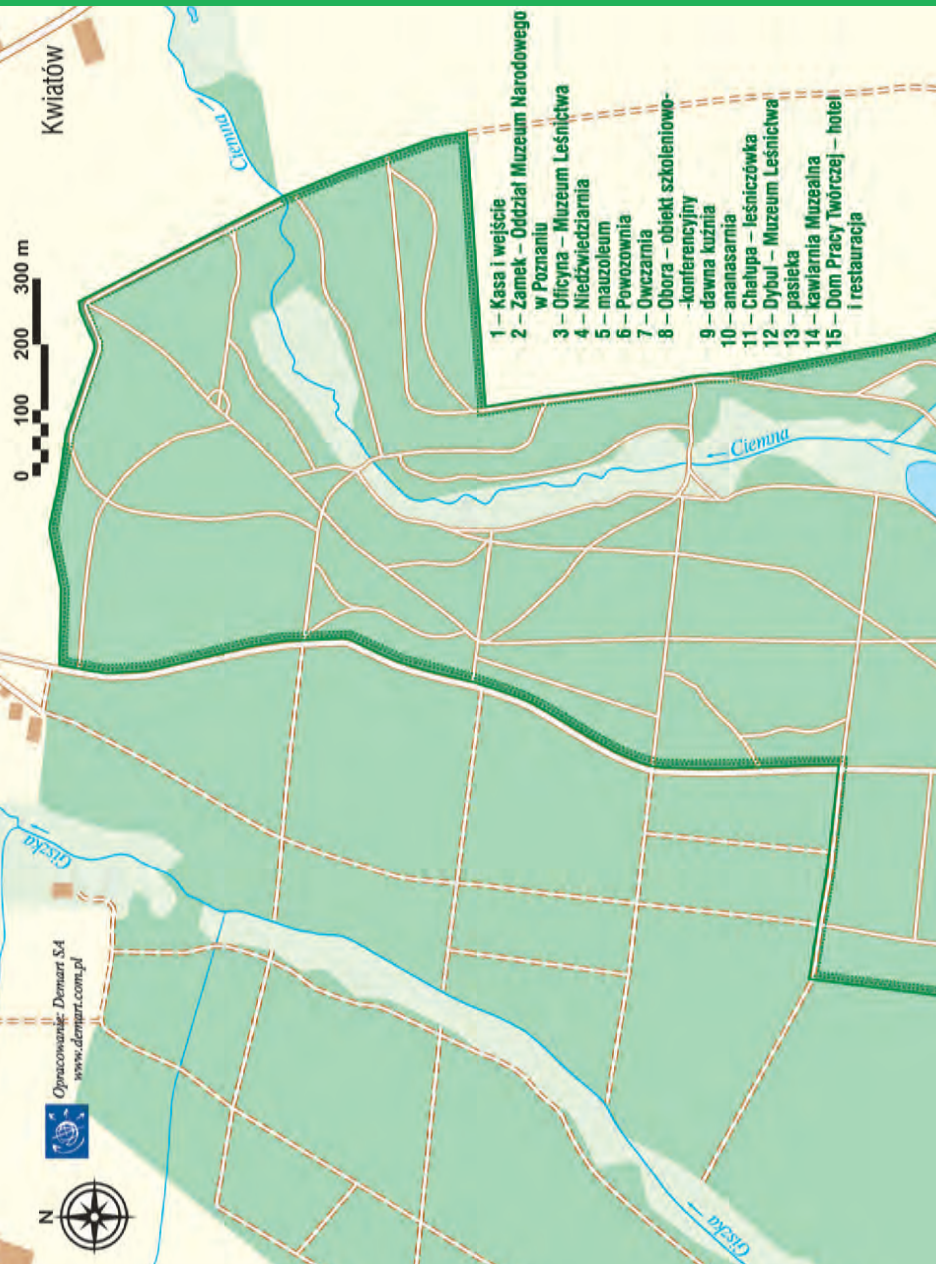 N
Opracowanie: Demart SA
www.demart.com.pl
0 100 200 300 m
Kwiatów
Giszka
Ciemna
Ciemna
Giszka
1 – Kasa i wejście
2 – Zamek – Oddział Muzeum Narodowego
w Poznaniu
3 – Oficyna – Muzeum Leśnictwa
4 – Niedźwiedziarnia
5 – mauzoleum
6 – Powozownia
7 – Owczarnia
8 – Obora – obiekt szkoleniowo-
-konferencyjny
9 – dawna kuźnia
10 – ananasarnia
11 – Chałupa – leśniczówka
12 – Dybul – Muzeum Leśnictwa
13 – pasieka
14 – kawiarnia Muzealna
15 – Dom Pracy Twórczej – hotel
i restauracja